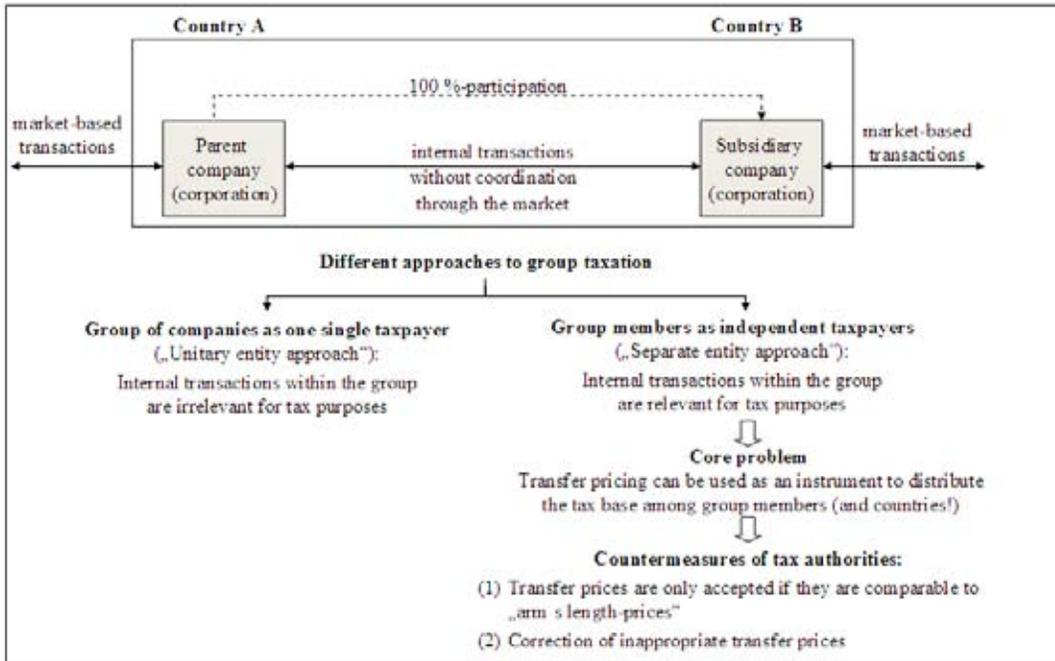 Country A
Country B
100 %-participation
market-based
transactions
Parent
company
(corporation)
internal transactions
without coordination
through the market
Subsidiary
company
(corporation)
market-based
transactions
Different approaches to group taxation
Group of companies as one single taxpayer
(„Unitary entity approach“):
Internal transactions within the group
are irrelevant for tax purposes
Group members as independent taxpayers
(„Separate entity approach“):
Internal transactions within the group
are relevant for tax purposes
Core problem
Transfer pricing can be used as an instrument to distribute
the tax base among group members (and countries!)
Countermeasures of tax authorities:
(1) Transfer prices are only accepted if they are comparable to
„arm s length-prices“
(2) Correction of inappropriate transfer prices